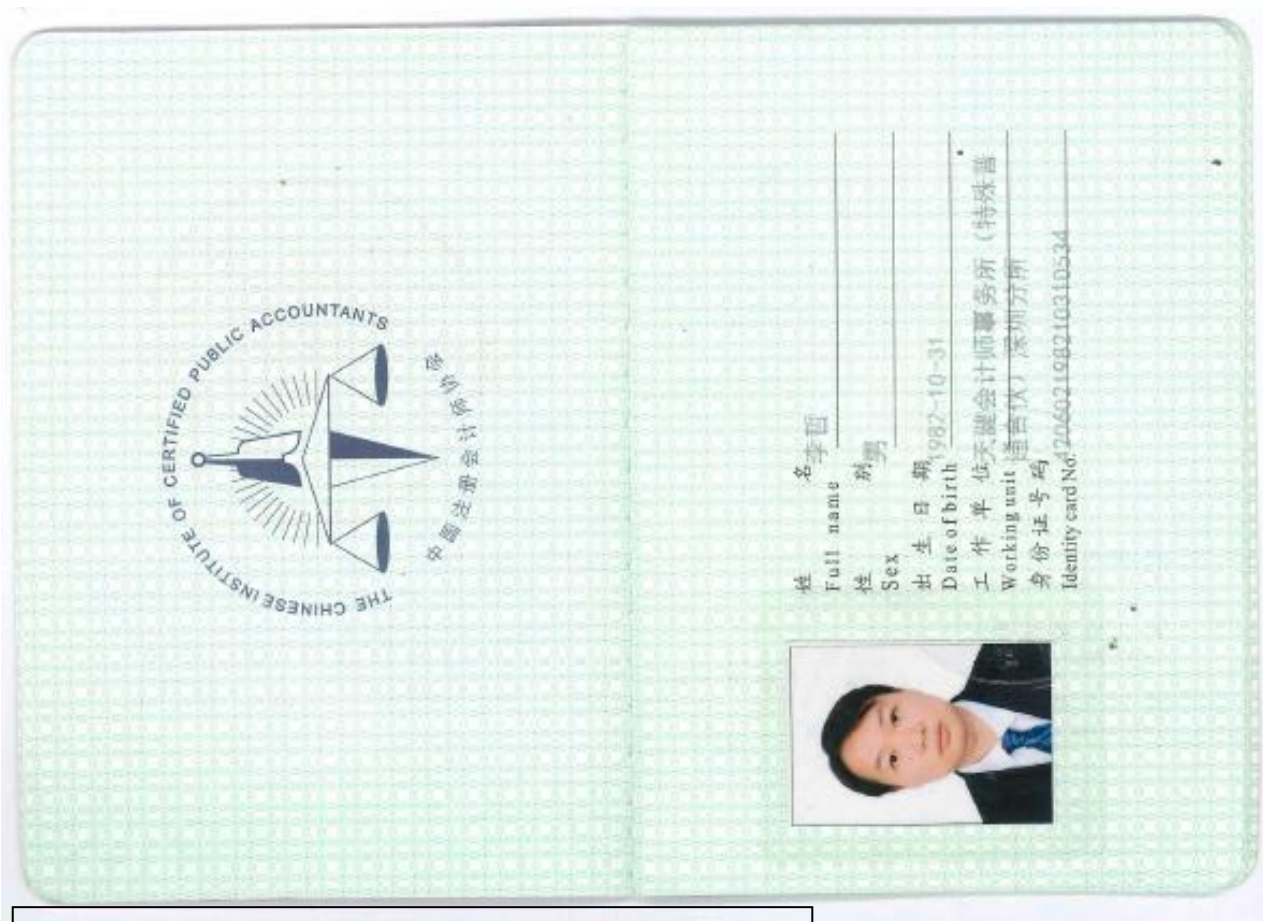 THE CHINESE INSTITUTE OF CERTIFIED PUBLIC ACCOUNTANTS
中国注册会计师协会
姓 名 李哲
Full name
性 别 男
Sex
出 生 日 期 1982-10-31
Date of birth
工 作 单 位 天健会计师事务所（特殊普
Working unit 通合伙）深圳分所
身 份 证 号 码 420602198210310534
Identity card No.